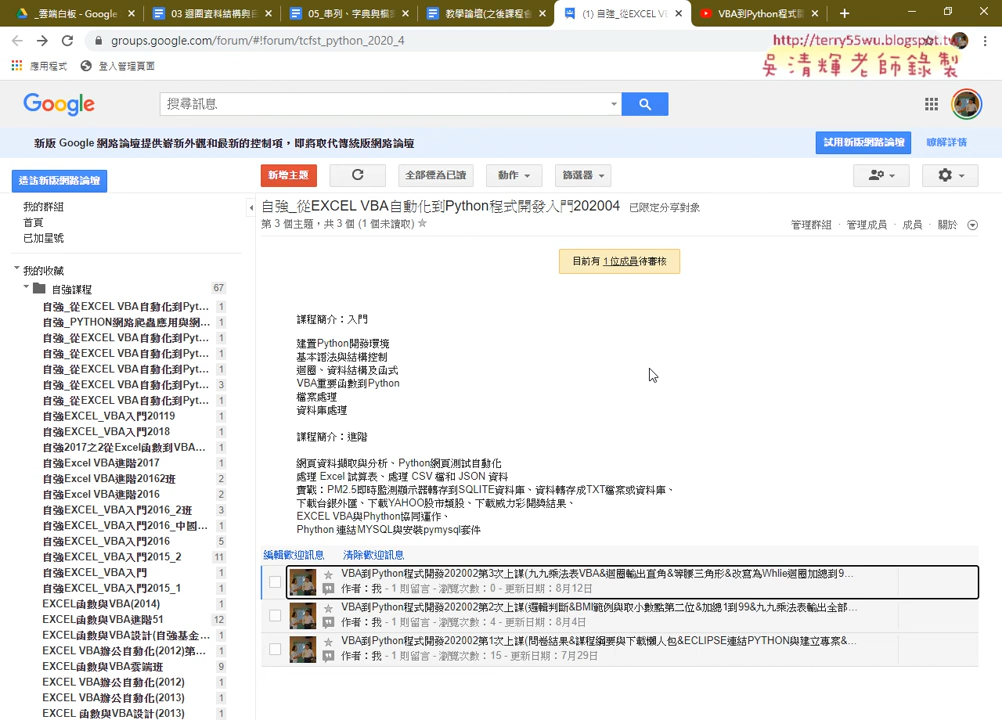 _雲端白板 - Google
03 迴圈資料結構與自
05_串列、字典與框
教學論壇(之後課程會
(1) 自強_從EXCEL V
VBA到Python程式開
groups.google.com/forum/#!forum/tcfst_python_2020_4
http://terry55wu.blogspot.tw
應用程式
登入管理頁面
吳清輝老師錄製
Google
搜尋訊息
新版 Google 網路論壇提供嶄新外觀和最新的控制項，即將取代傳統版網路論壇
試用新版網路論壇
瞭解詳情
造訪新版網路論壇
新增主題
全部標為已讀
動作
篩選器
我的群組
首頁
已加星號
自強_從EXCEL VBA自動化到Python程式開發入門202004 已限定分享對象
第 3 個主題，共 3 個 (1 個未讀取)
管理群組 · 管理成員 · 成員 · 關於
目前有 1 位成員待審核
我的收藏
自強課程 67
自強_從EXCEL VBA自動化到Pyt... 1
自強_PYTHON網路爬蟲應用與網... 1
自強_從EXCEL VBA自動化到Pyt... 1
自強_從EXCEL VBA自動化到Pyt... 1
自強_從EXCEL VBA自動化到Pyt... 1
自強_從EXCEL VBA自動化到Pyt... 3
自強_從EXCEL VBA自動化到Pyt... 1
自強EXCEL_VBA入門20119 1
自強EXCEL_VBA入門2018 1
自強2017之2從Excel函數到VBA... 1
自強Excel VBA進階2017 1
自強Excel VBA進階20162班 2
自強Excel VBA進階2016 2
自強EXCEL_VBA入門2016_2班 3
自強EXCEL_VBA入門2016_中國... 1
自強EXCEL_VBA入門2016 5
自強EXCEL_VBA入門2015_2 11
自強EXCEL_VBA入門 1
自強EXCEL_VBA入門2015_1 1
EXCEL函數與VBA(2014) 1
EXCEL函數與VBA進階51 12
EXCEL函數與VBA設計(自強基金... 1
EXCEL VBA辦公自動化(2012)第... 1
EXCEL函數與VBA雲端班 9
EXCEL VBA辦公自動化(2012) 1
EXCEL VBA辦公自動化(2013) 1
EXCEL 函數與VBA設計(2013) 1
課程簡介：入門
建置Python開發環境
基本語法與結構控制
迴圈、資料結構及函式
VBA重要函數到Python
檔案處理
資料庫處理
課程簡介：進階
網頁資料擷取與分析、Python網頁測試自動化
處理 Excel 試算表、處理 CSV 檔和 JSON 資料
實戰：PM2.5即時監測顯示器轉存到SQLITE資料庫、資料轉存成TXT檔案或資料庫、
下載台銀外匯、下載YAHOO股市類股、下載威力彩開獎結果、
EXCEL VBA與Phython協同運作、
Phython 連結MYSQL與安裝pymysql套件
編輯歡迎訊息 清除歡迎訊息
VBA到Python程式開發202002第3次上課(九九乘法表VBA&迴圈輸出直角&等腰三角形&改寫為Whlie迴圈加總到9...
作者：我 - 1 則留言 - 瀏覽次數：0 - 更新日期：8月12日
VBA到Python程式開發202002第2次上課(邏輯判斷&BMI範例與取小數點第二位&加總1到99&九九乘法表輸出全部...
作者：我 - 1 則留言 - 瀏覽次數：4 - 更新日期：8月4日
VBA到Python程式開發202002第1次上課(問卷結果&課程綱要與下載懶人包&ECLIPSE連結PYTHON與建立專案&...
作者：我 - 1 則留言 - 瀏覽次數：15 - 更新日期：7月29日